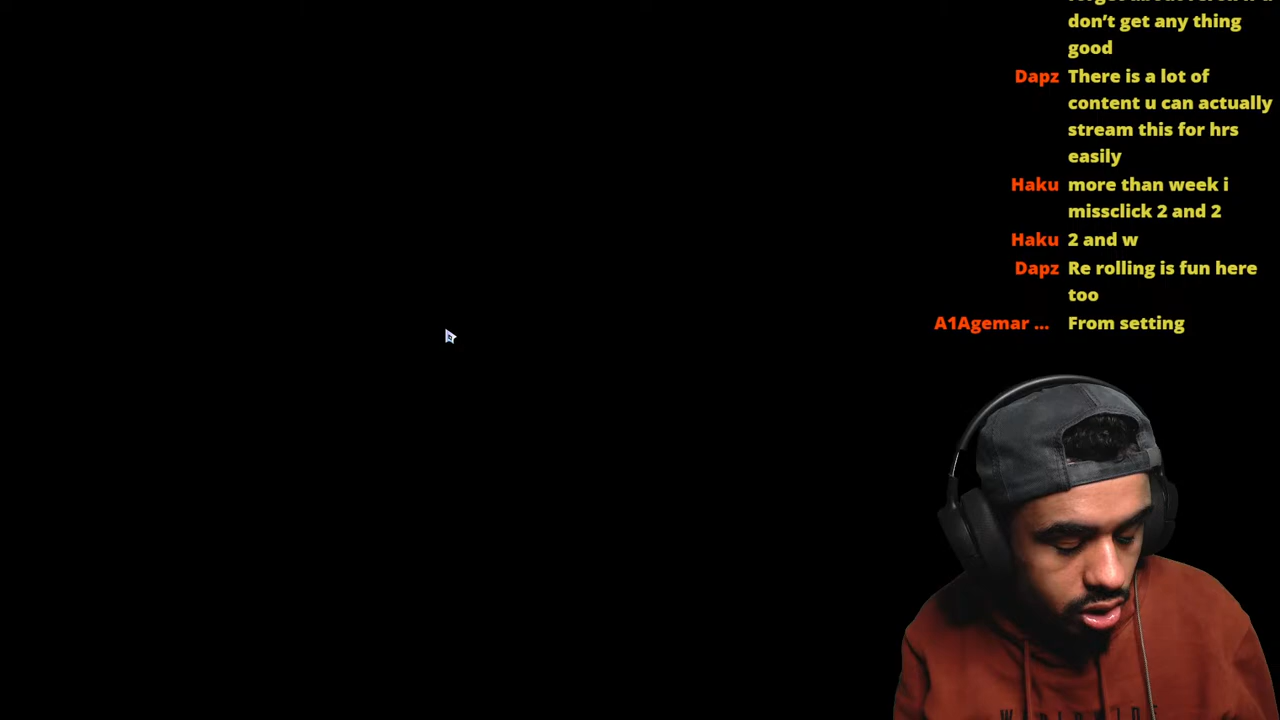 don't get any thing
good
Dapz There is a lot of
content u can actually
stream this for hrs
easily
Haku more than week i
missclick 2 and 2
Haku 2 and w
Dapz Re rolling is fun here
too
A1Agemar ... From setting